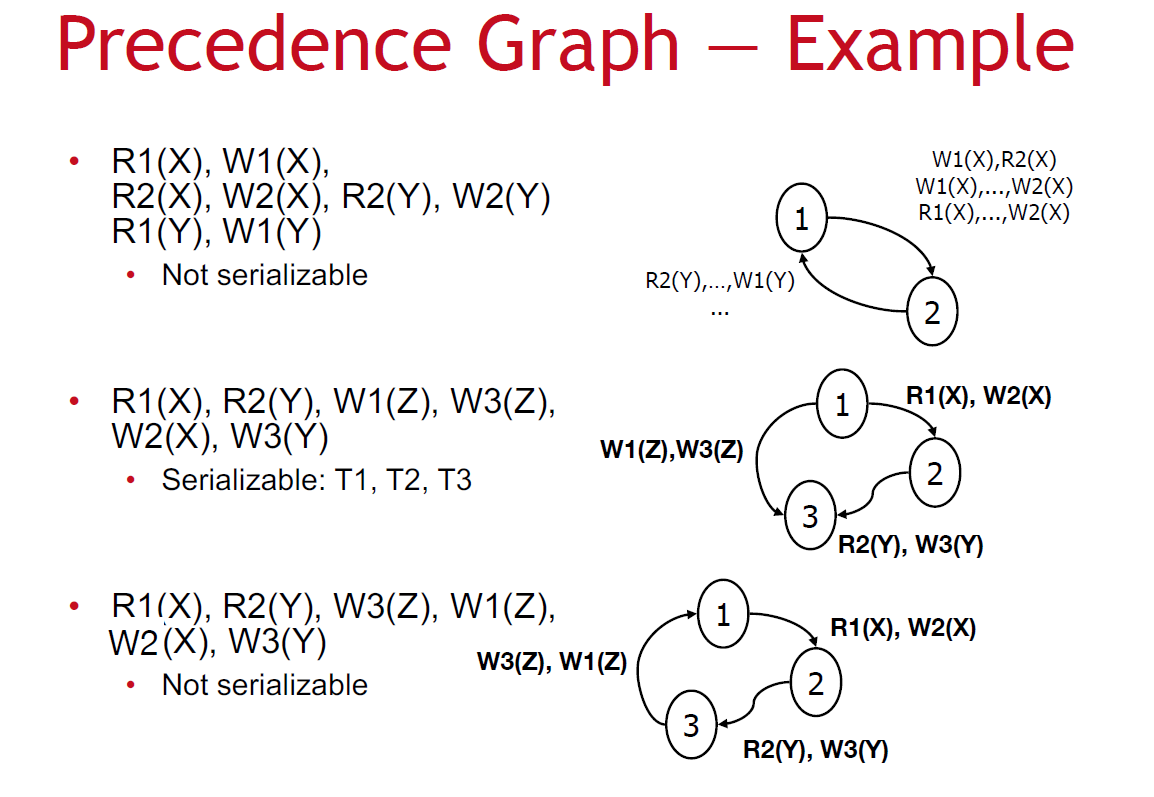 Precedence Graph — Example
• R1(X), W1(X),
R2(X), W2(X), R2(Y), W2(Y)
R1(Y), W1(Y)
• Not serializable
W1(X),R2(X)
W1(X),...,W2(X)
R1(X),...,W2(X)
1
R2(Y),...,W1(Y)
...
2
• R1(X), R2(Y), W1(Z), W3(Z),
W2(X), W3(Y)
• Serializable: T1, T2, T3
1
R1(X), W2(X)
W1(Z),W3(Z)
2
3
R2(Y), W3(Y)
• R1(X), R2(Y), W3(Z), W1(Z),
W2(X), W3(Y)
• Not serializable
1
R1(X), W2(X)
W3(Z), W1(Z)
2
3
R2(Y), W3(Y)